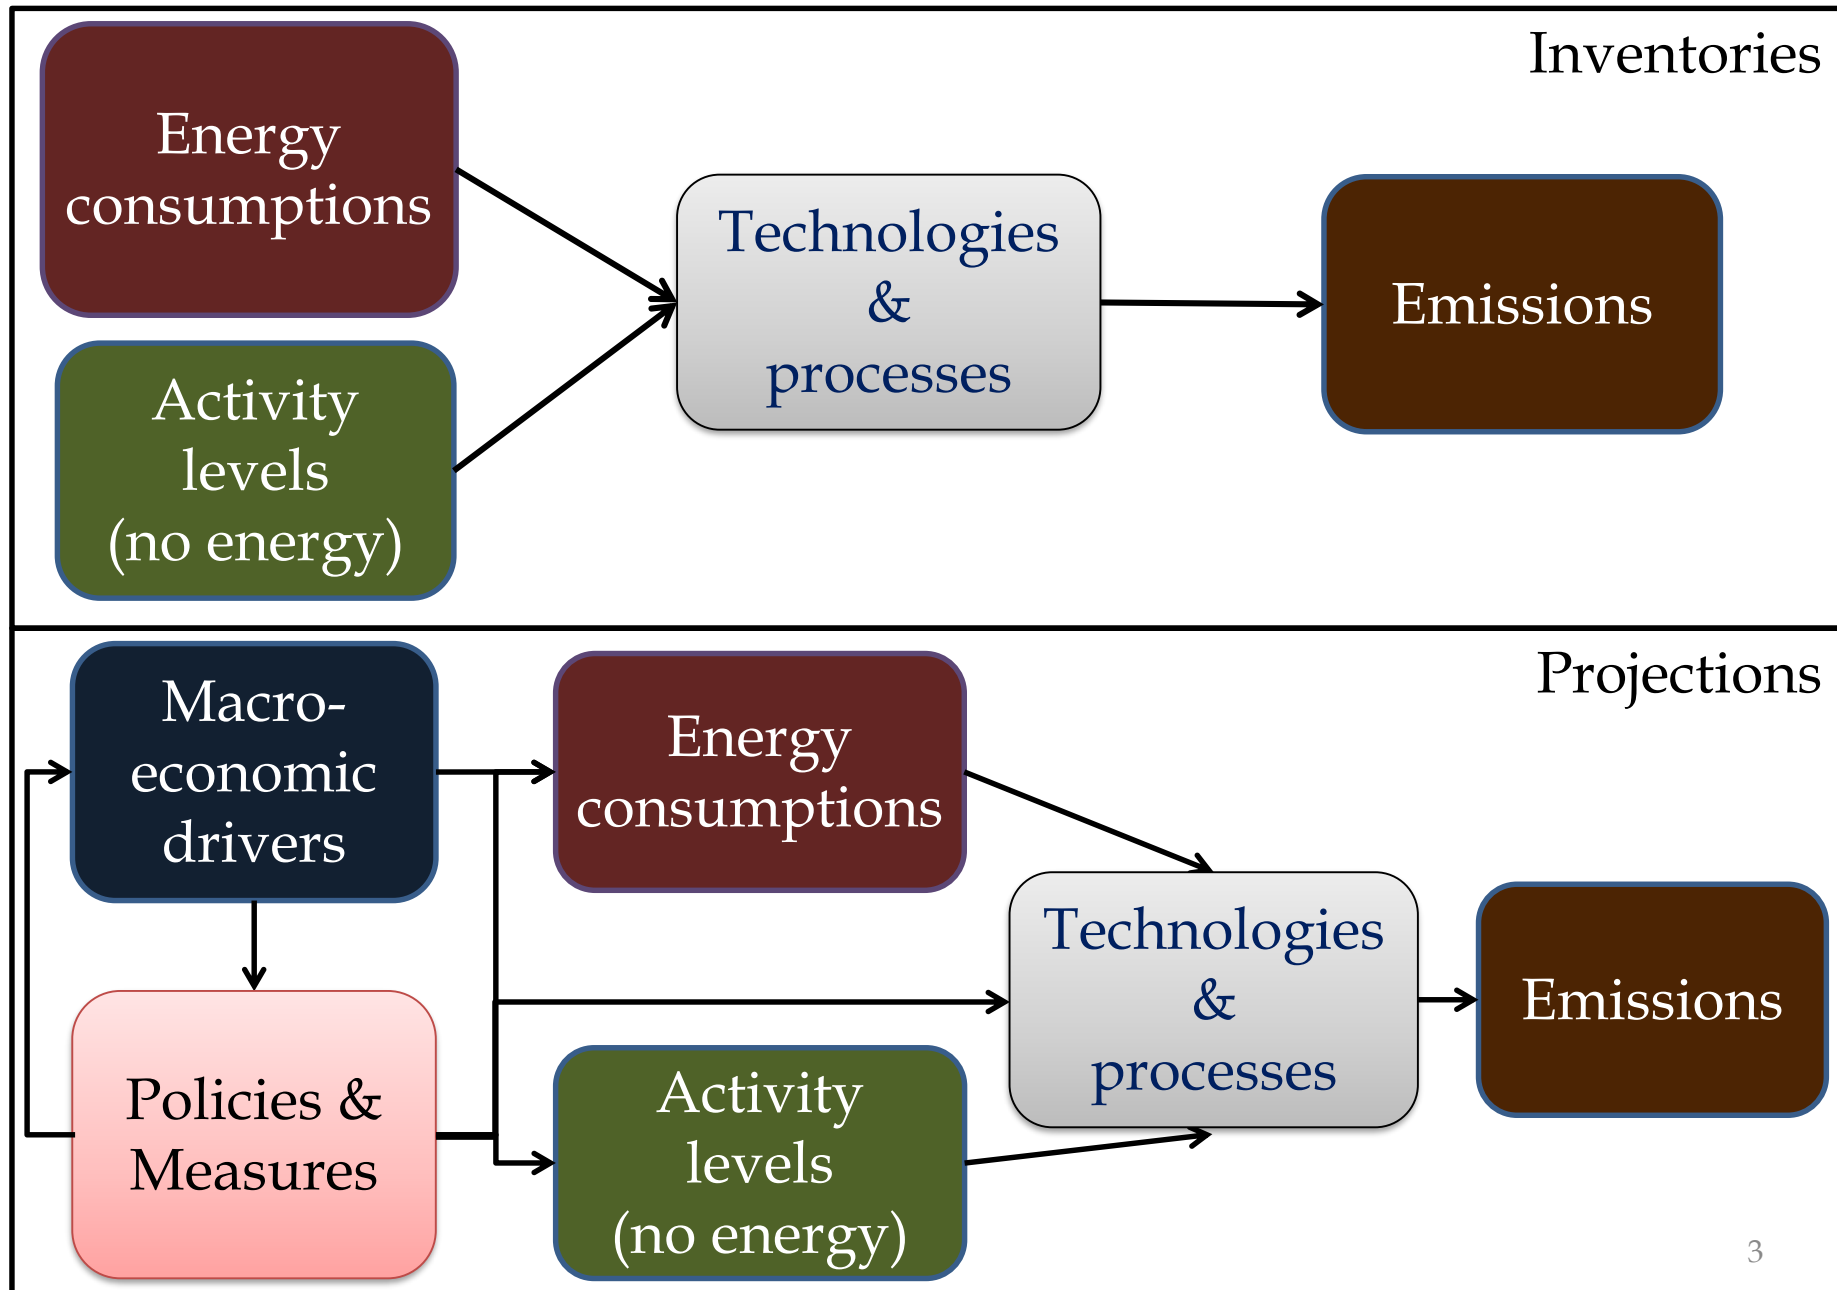 Inventories
Energy
consumptions
Technologies
&
processes
Emissions
Activity
levels
(no energy)
Projections
Macro-
economic
drivers
Energy
consumptions
Technologies
&
processes
Emissions
Policies &
Measures
Activity
levels
(no energy)
3